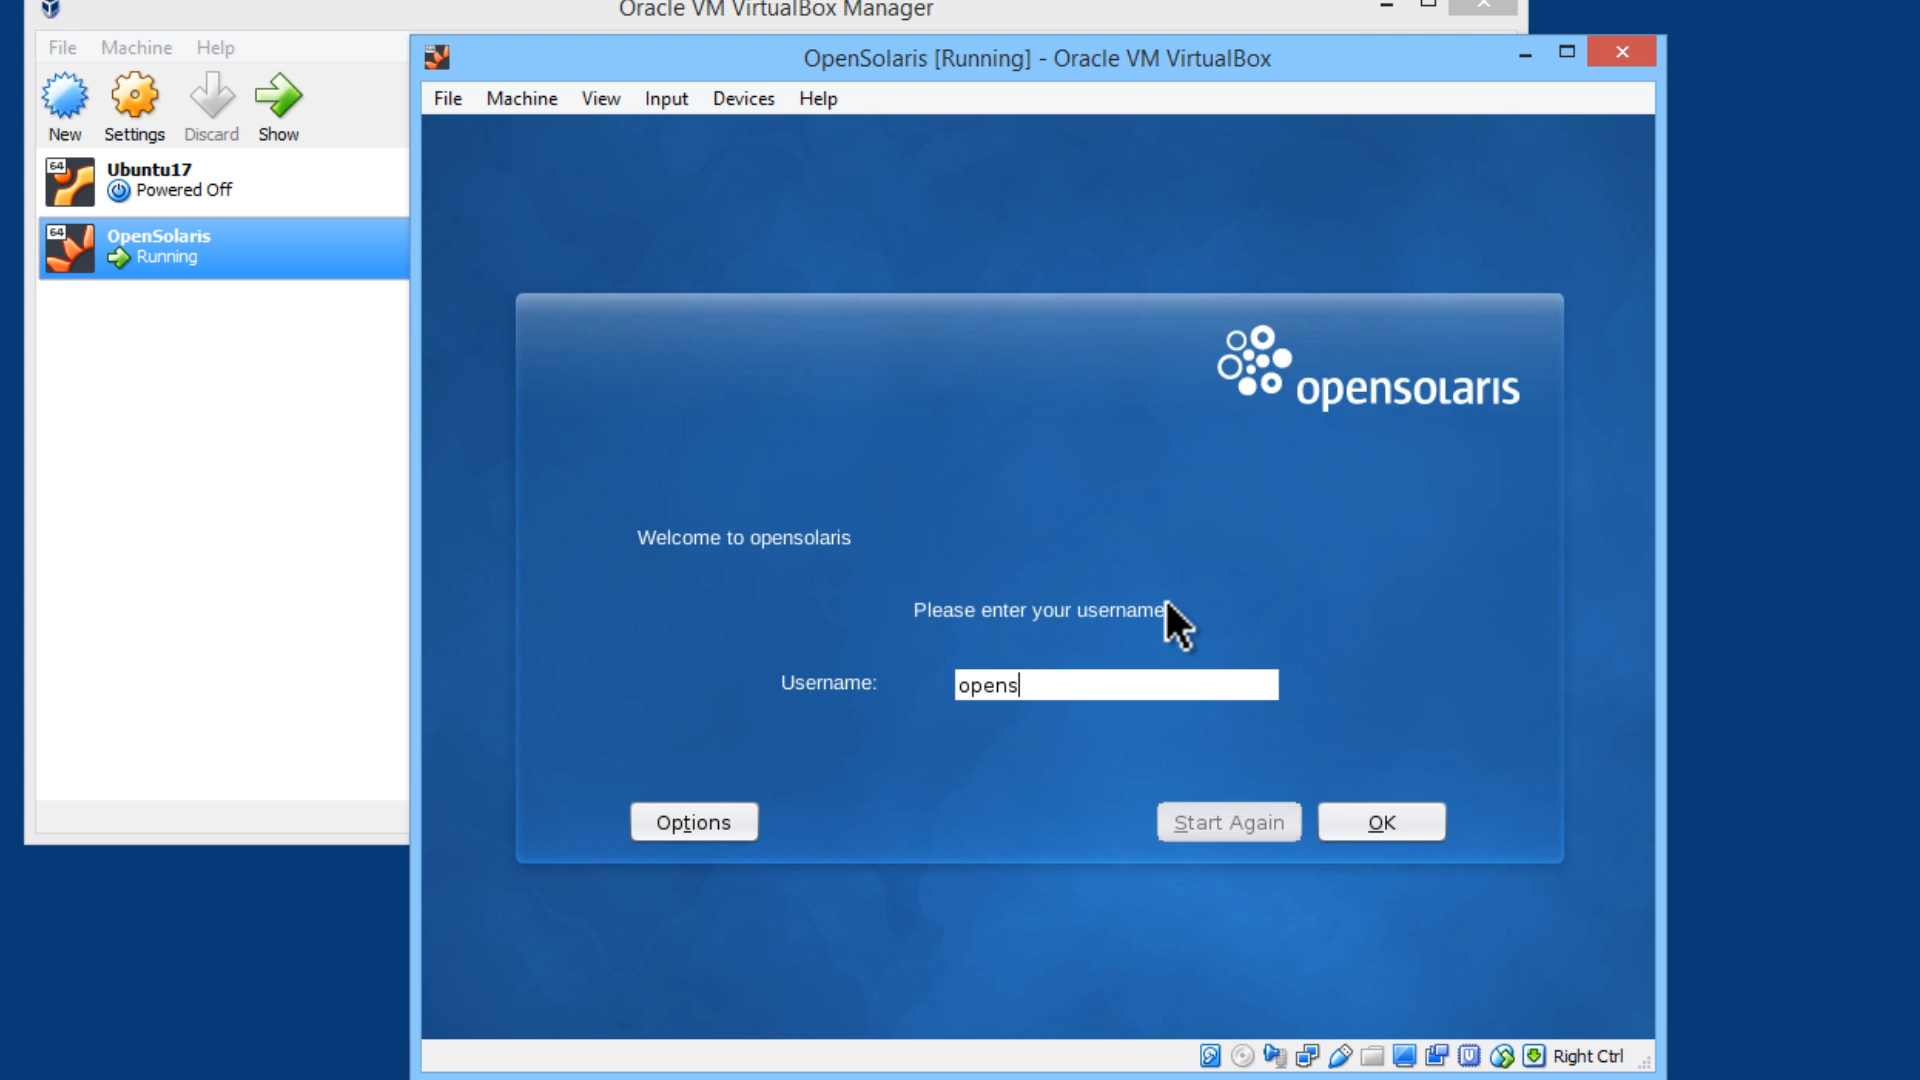 Oracle VM VirtualBox Manager
File Machine Help
New Settings Discard Show
64
Ubuntu17
Powered Off
64
OpenSolaris
Running
OpenSolaris [Running] - Oracle VM VirtualBox
File Machine View Input Devices Help
opensolaris
Welcome to opensolaris
Please enter your username
Username: opens
Options Start Again OK
Right Ctrl